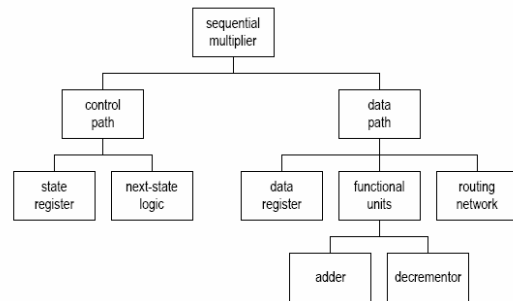 sequential
multiplier
control
path
data
path
state
register
next-state
logic
data
register
functional
units
routing
network
adder
decrementor